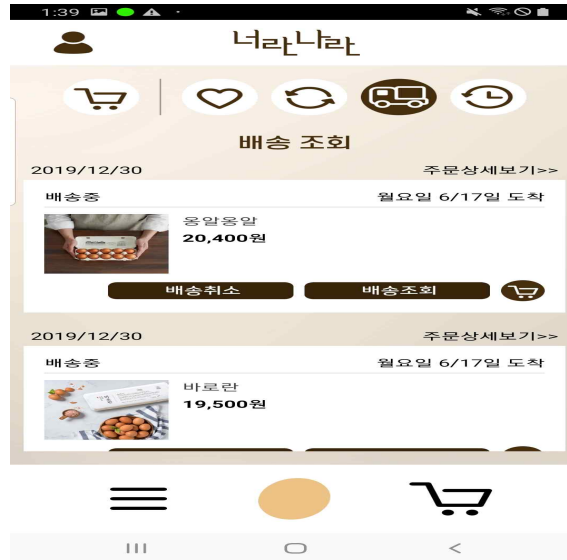 1:39
너란나란
배송 조회
2019/12/30 주문상세보기>>
배송중 월요일 6/17일 도착
옹알옹알
20,400원
배송취소 배송조회
2019/12/30 주문상세보기>>
배송중 월요일 6/17일 도착
바로란
19,500원